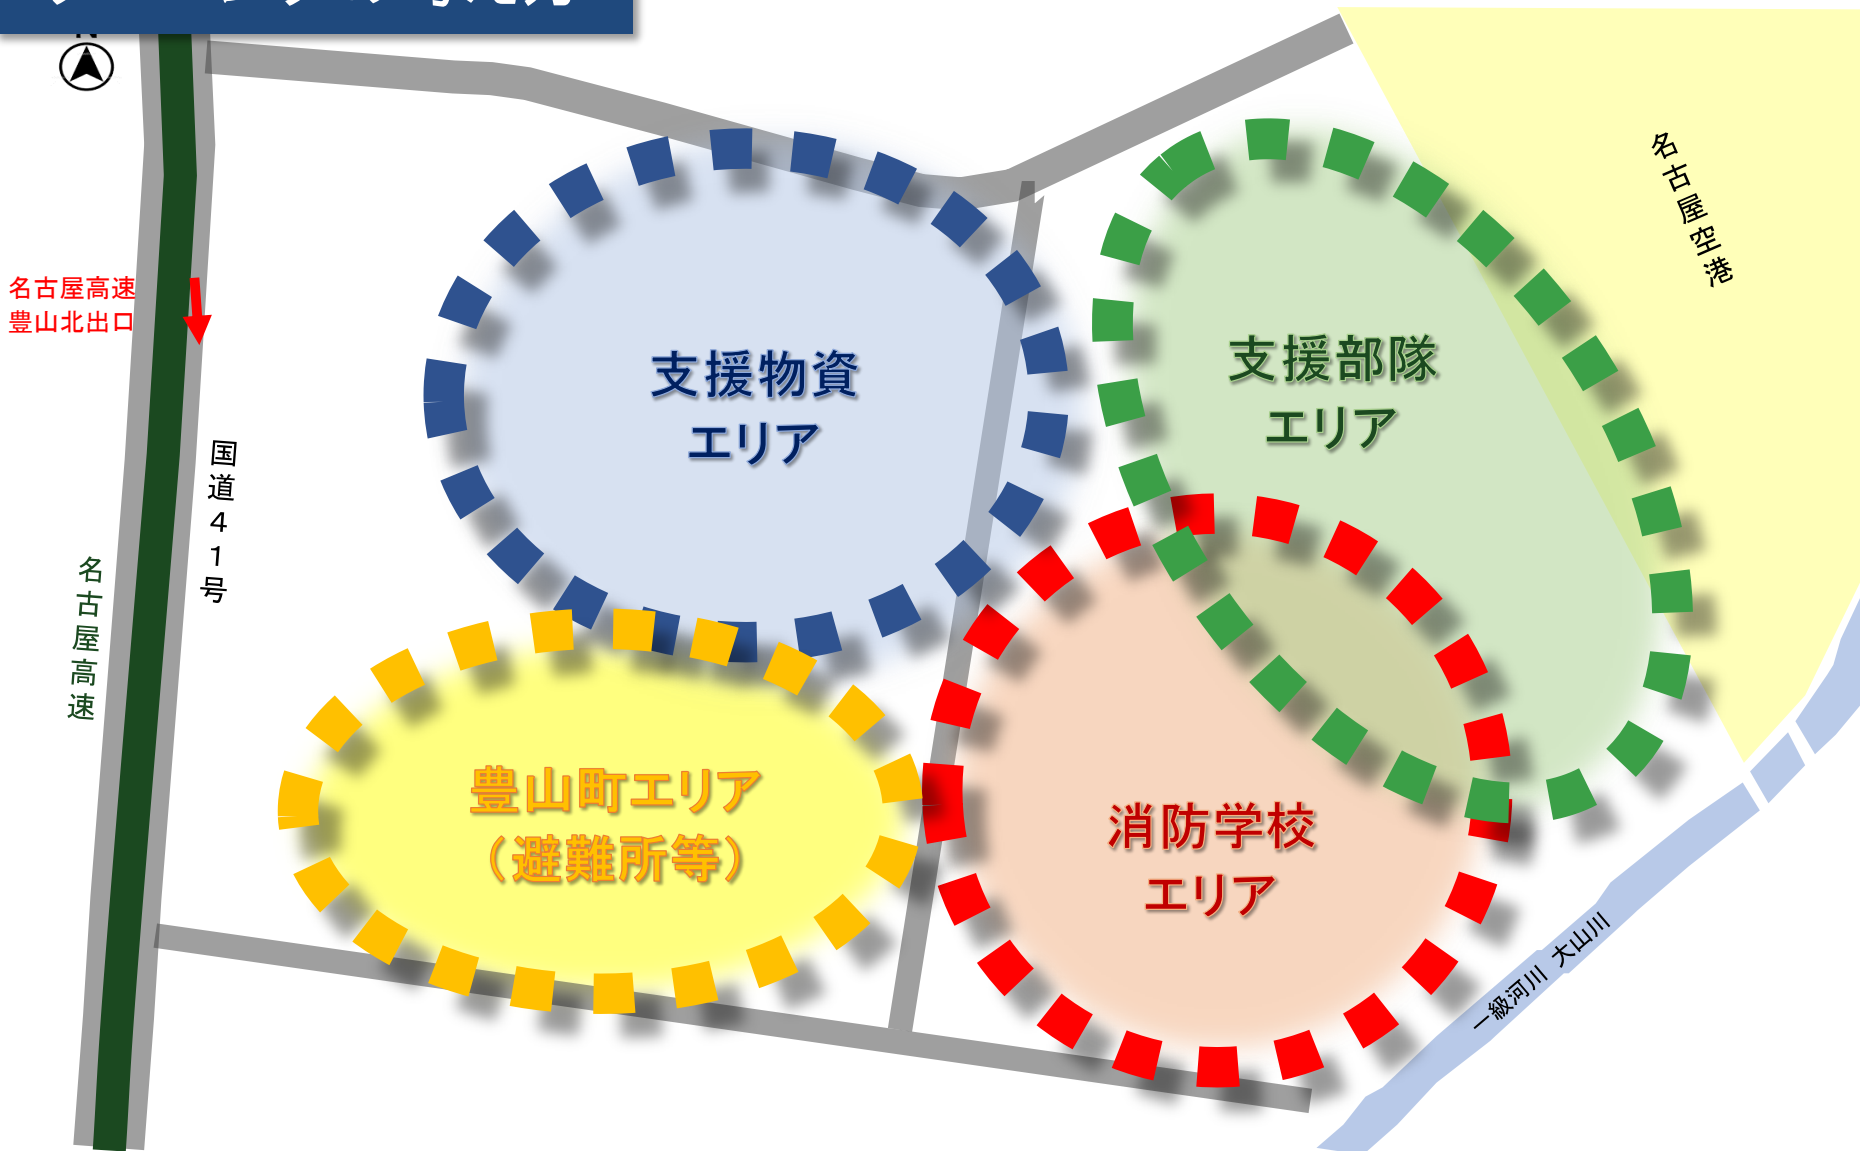 名古屋空港
名古屋高速
豊山北出口
支援物資
エリア
支援部隊
エリア
国道41号
名古屋高速
豊山町エリア
（避難所等）
消防学校
エリア
一級河川 大山川